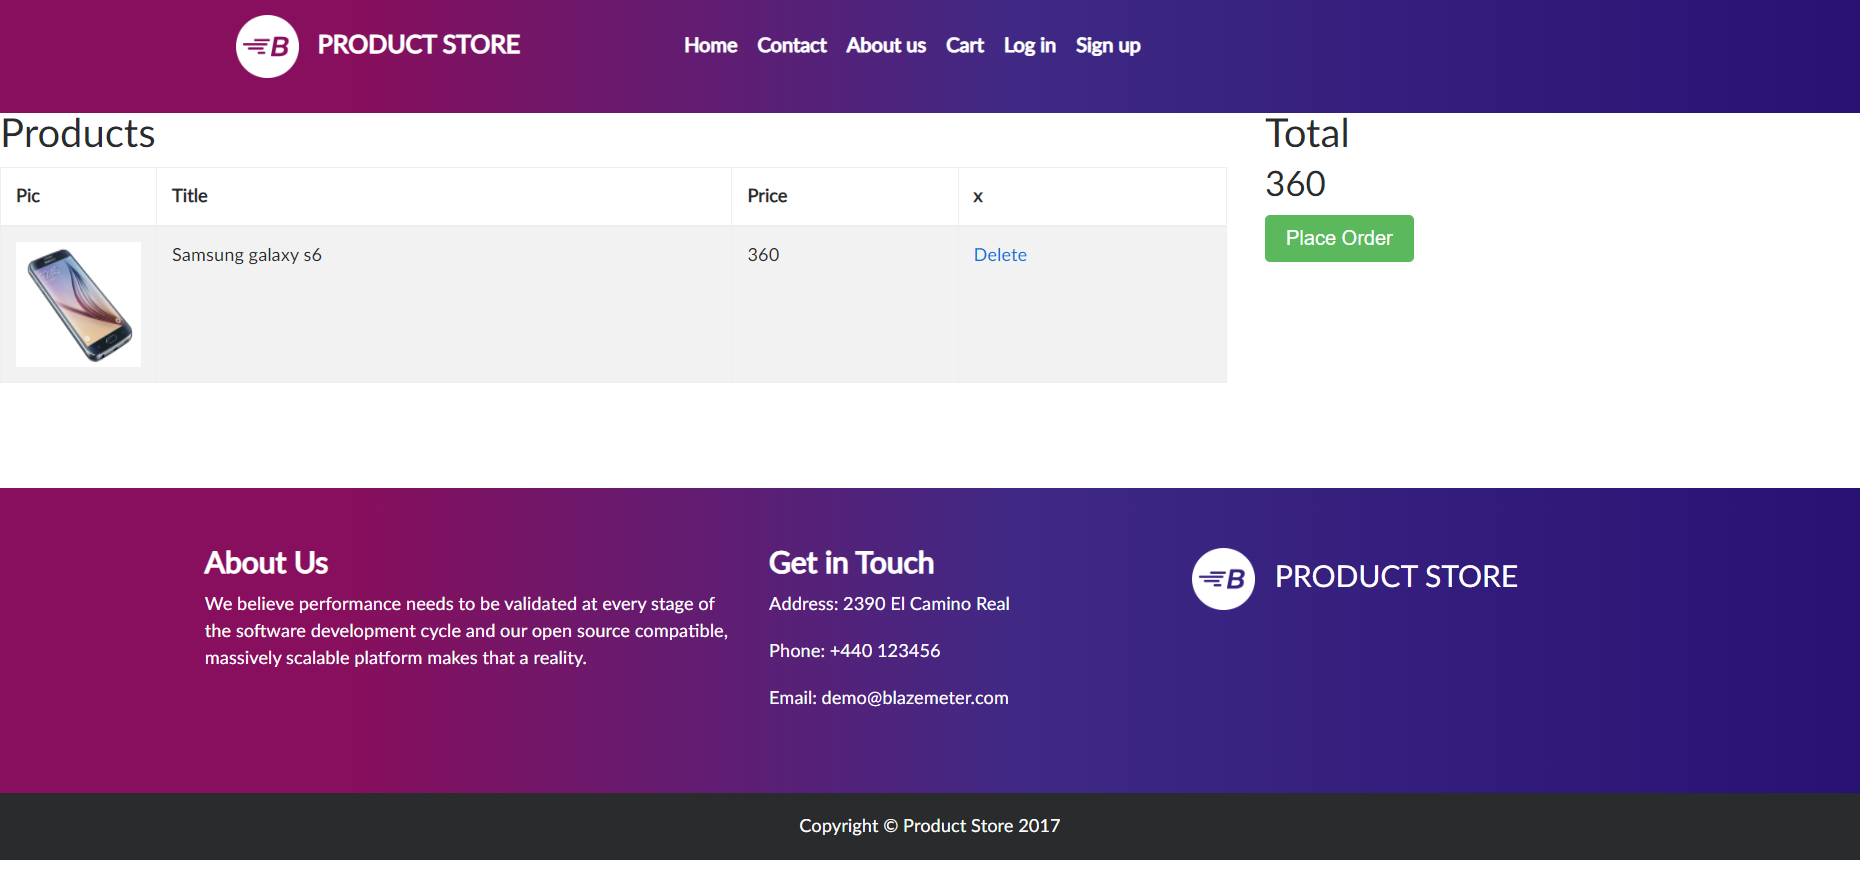 B PRODUCT STORE
Home Contact About us Cart Log in Sign up
Products
Pic Title Price x
Samsung galaxy s6 360 Delete
Total
360
Place Order
About Us
We believe performance needs to be validated at every stage of
the software development cycle and our open source compatible,
massively scalable platform makes that a reality.
Get in Touch
Address: 2390 El Camino Real
Phone: +440 123456
Email: demo@blazemeter.com
B PRODUCT STORE
Copyright © Product Store 2017